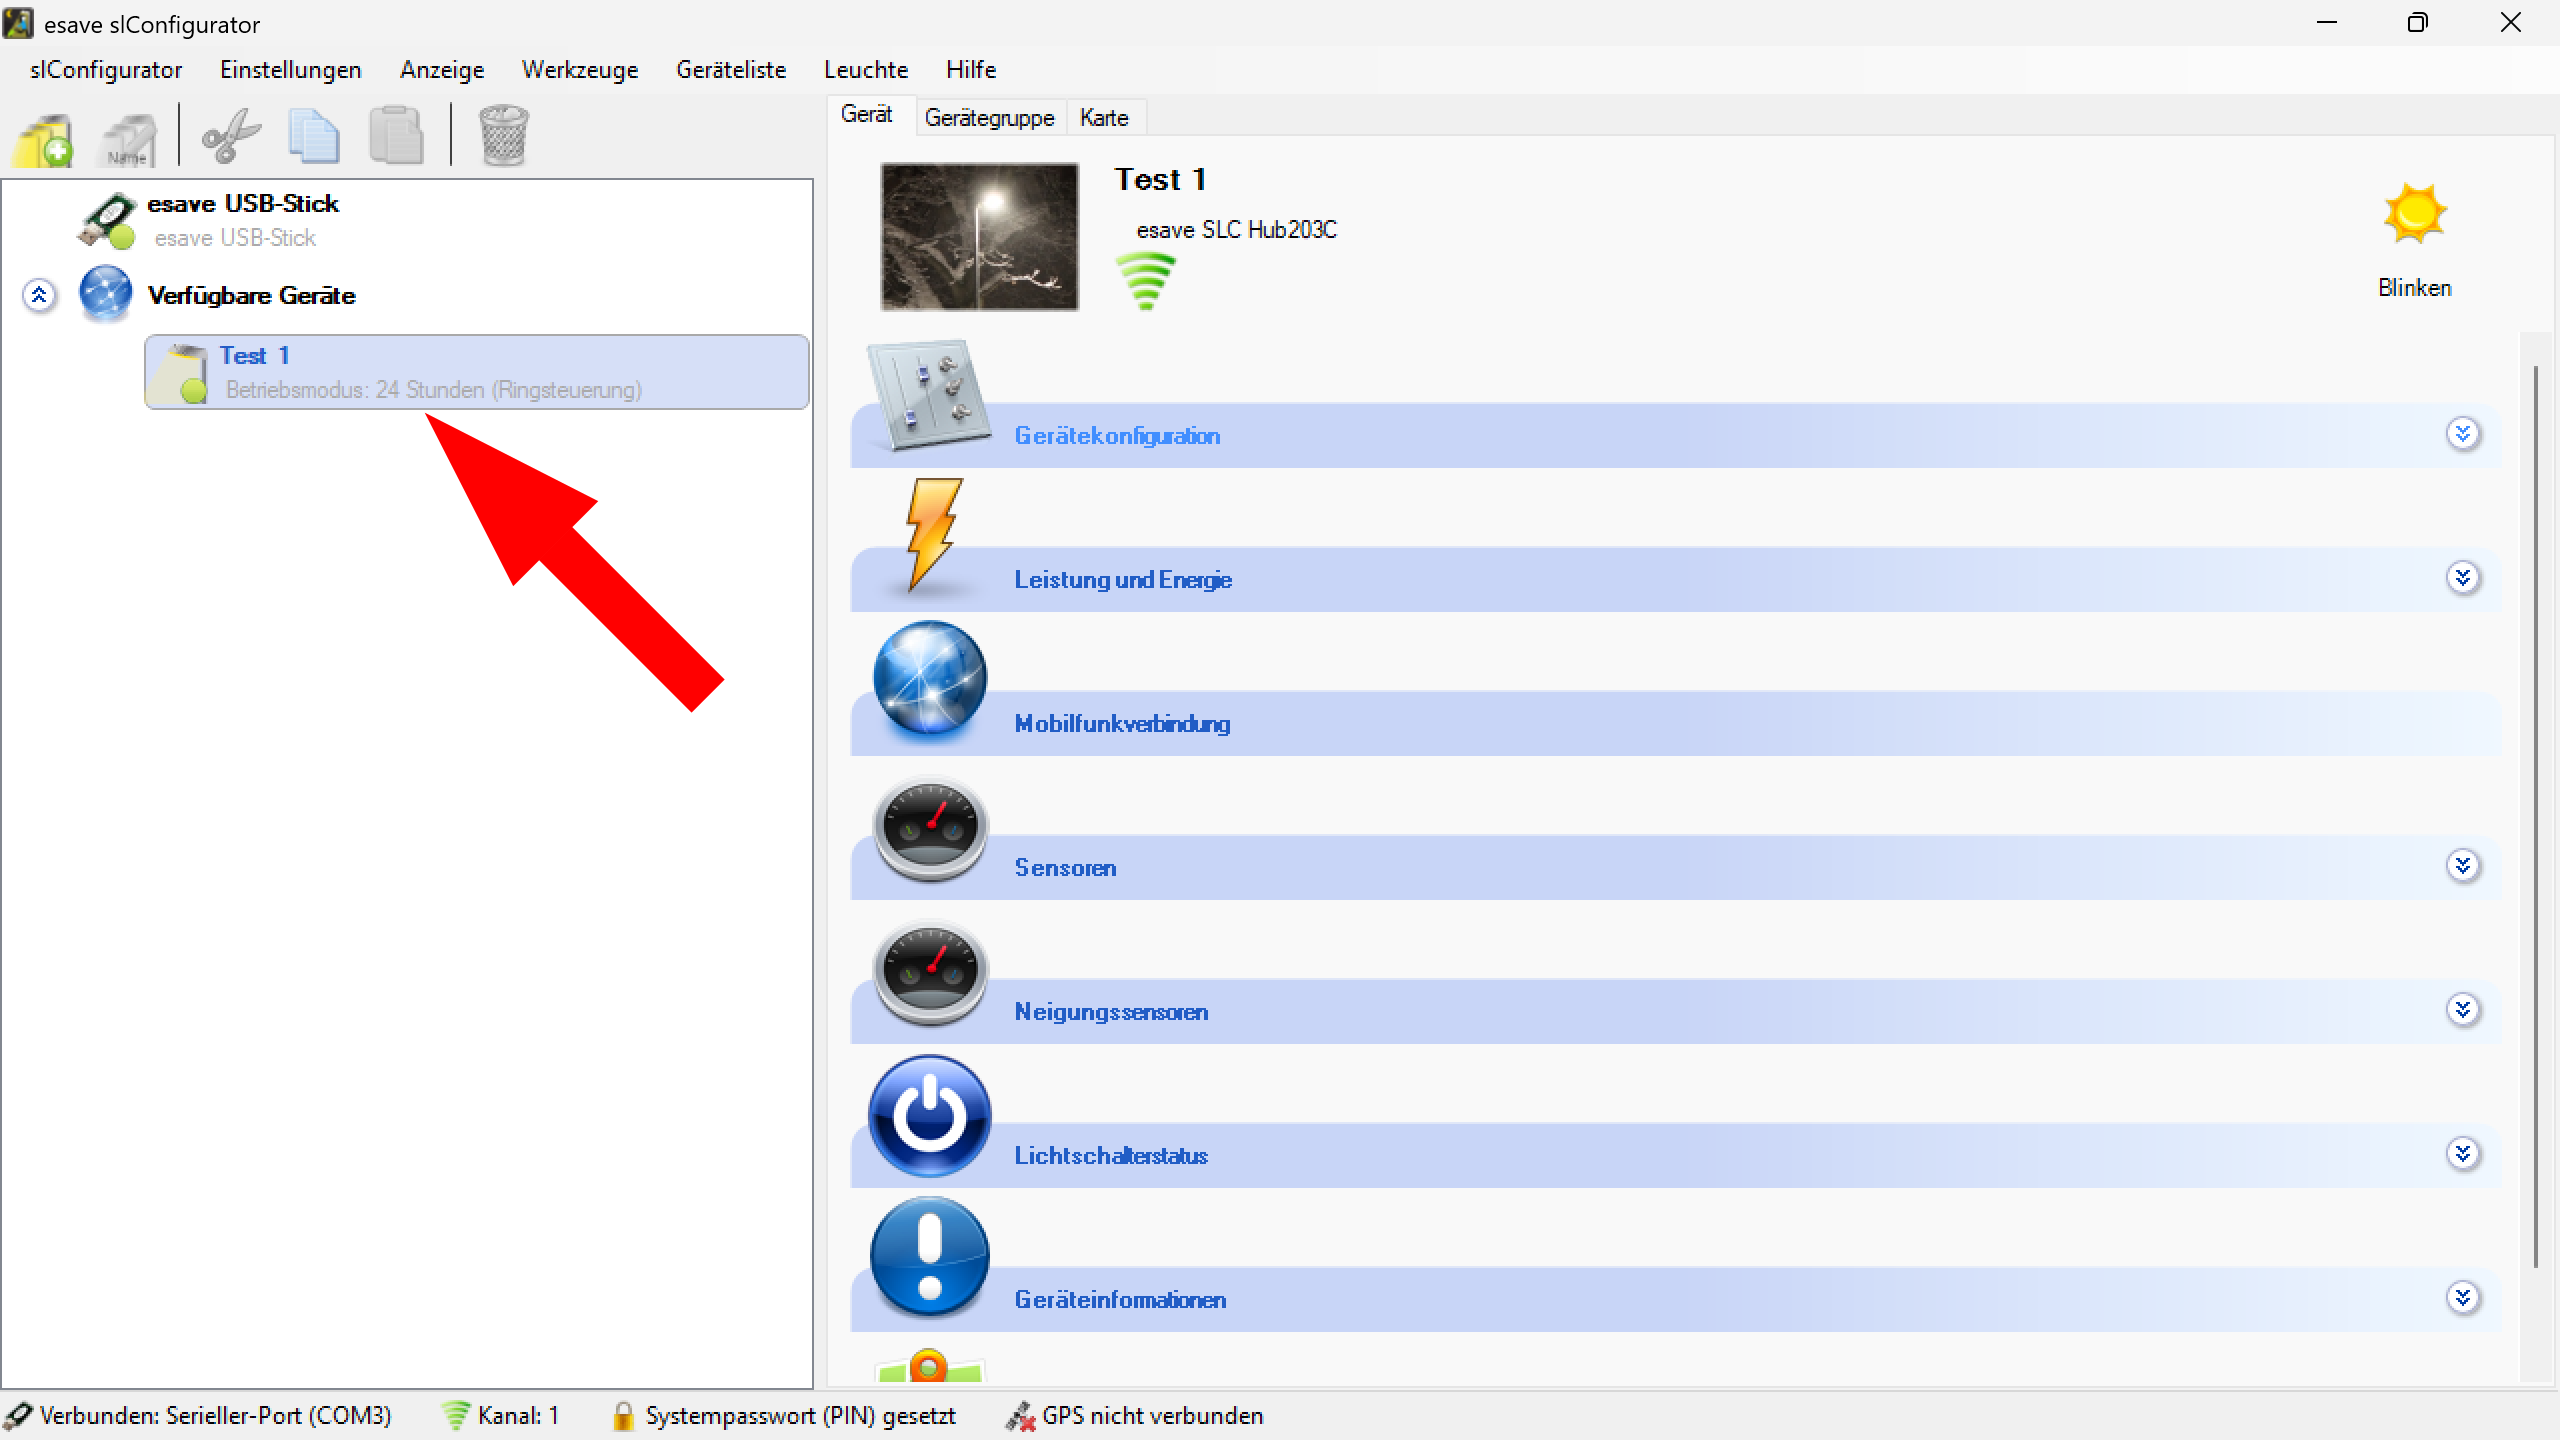 esave slConfigurator
slConfigurator Einstellungen Anzeige Werkzeuge Geräteliste Leuchte Hilfe
Name
Gerät Gerätegruppe Karte
esave USB-Stick
esave USB-Stick
Verfügbare Geräte
Test 1
Betriebsmodus: 24 Stunden (Ringsteuerung)
Test 1
esave SLC Hub203C
Blinken
Gerätekonfiguration
Leistung und Energie
Mobilfunkverbindung
Sensoren
Neigungssensoren
Lichtschalterstatus
Geräteinformationen
Verbunden: Serieller-Port (COM3) Kanal: 1 Systempasswort (PIN) gesetzt GPS nicht verbunden